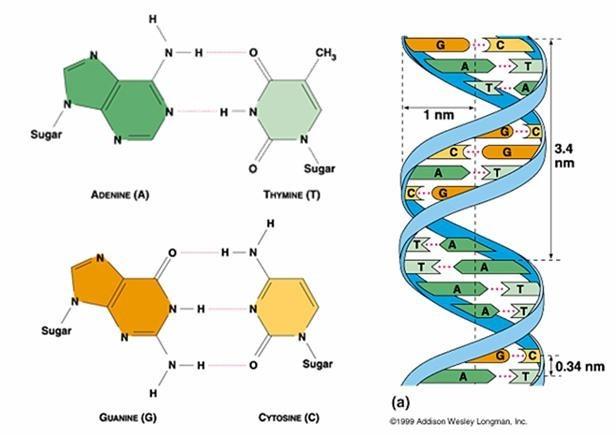 H
N
N
H
O
CH₃
N
N
H
N
Sugar
N
N
O
Sugar
ADENINE (A)
THYMINE (T)
H
O
H
N
N
N
H
N
Sugar
N
N
O
Sugar
N
H
H
GUANINE (G)
CYTOSINE (C)
G
C
A
T
T
A
1 nm
G
C
3.4
nm
C
G
A
T
C
G
T
A
T
A
A
T
A
T
G
C
0.34 nm
A
T
(a)
©1999 Addison Wesley Longman, Inc.